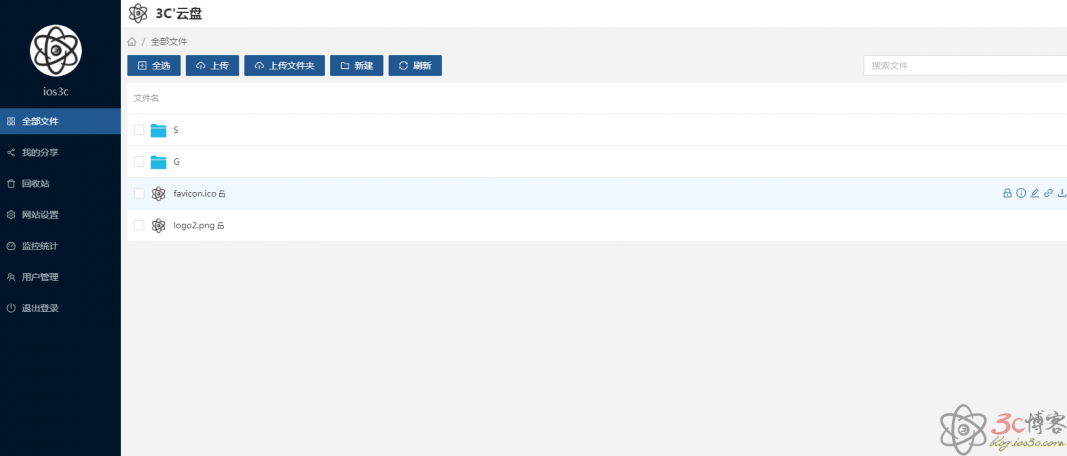 3C'云盘
ios3c
全部文件
我的分享
回收站
网站设置
监控统计
用户管理
退出登录
/ 全部文件
全选 上传 上传文件夹 新建 刷新 搜索文件
文件名
S
G
favicon.ico
logo2.png
3C博客
blog.ios3c.com